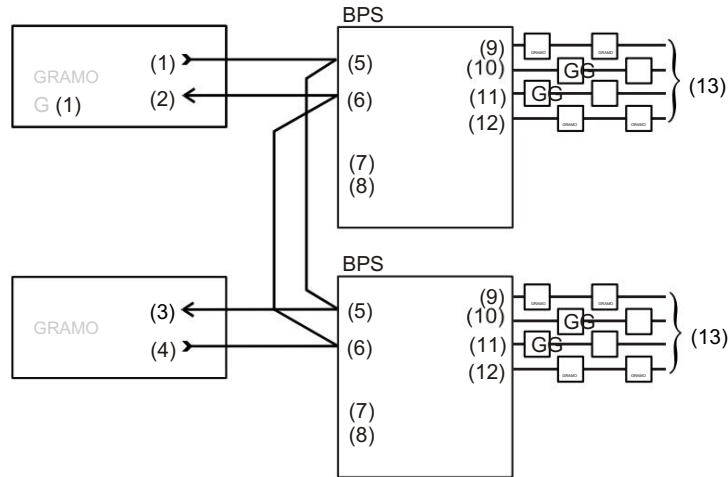 BPS
(1)
(2)
GRAMO
G (1)
(5)
(6)
(7)
(8)
(9)
(10)
(11)
(12)
GRAMO
GRAMO
GG
GG
GRAMO
GRAMO
(13)
BPS
(3)
(4)
GRAMO
(5)
(6)
(7)
(8)
(9)
(10)
(11)
(12)
GRAMO
GRAMO
GG
GG
GRAMO
GRAMO
(13)